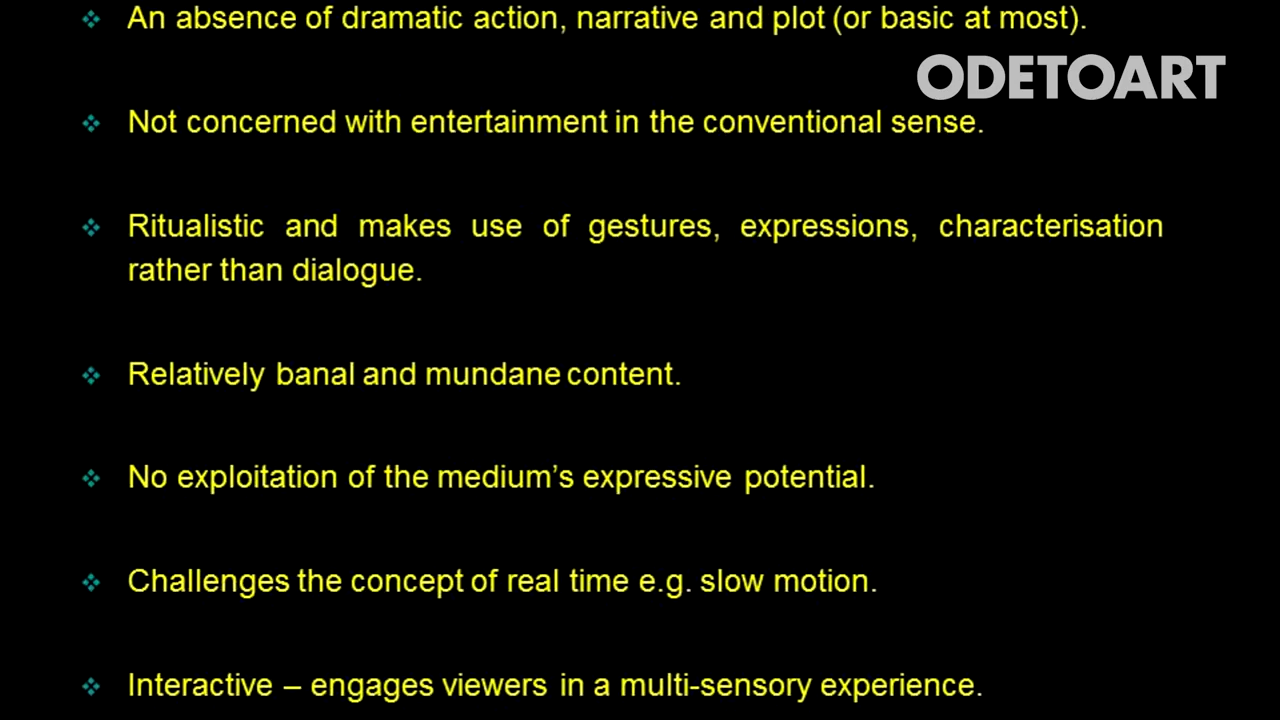 An absence of dramatic action, narrative and plot (or basic at most).
ODETOART
Not concerned with entertainment in the conventional sense.
Ritualistic and makes use of gestures, expressions, characterisation
rather than dialogue.
Relatively banal and mundane content.
No exploitation of the medium’s expressive potential.
Challenges the concept of real time e.g. slow motion.
Interactive – engages viewers in a multi-sensory experience.